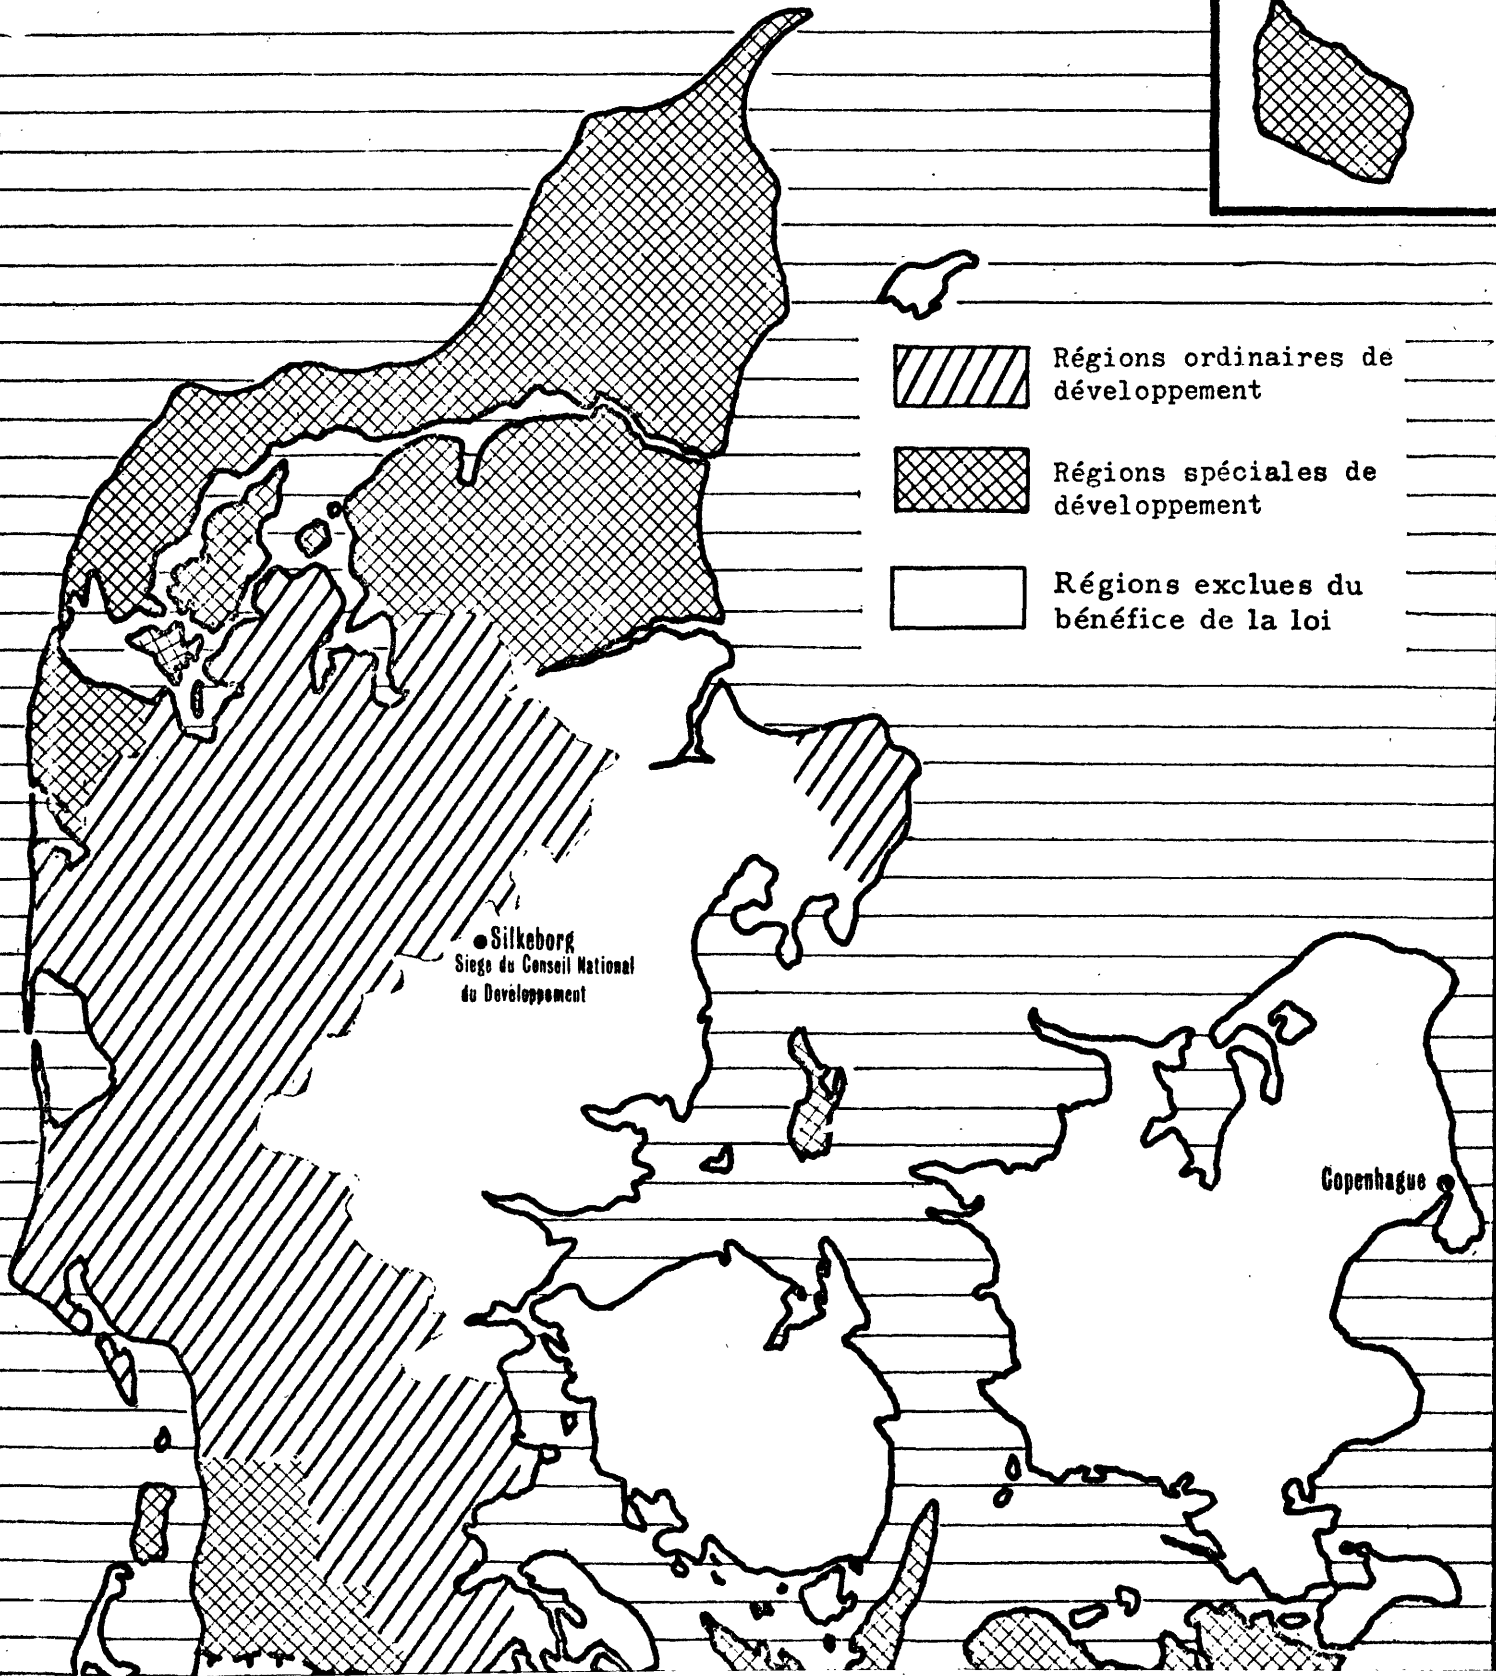 Régions ordinaires de
développement
Régions spéciales de
développement
Régions exclues du
bénéfice de la loi
Silkeborg
Siege du Conseil National
du Developpement
Copenhague